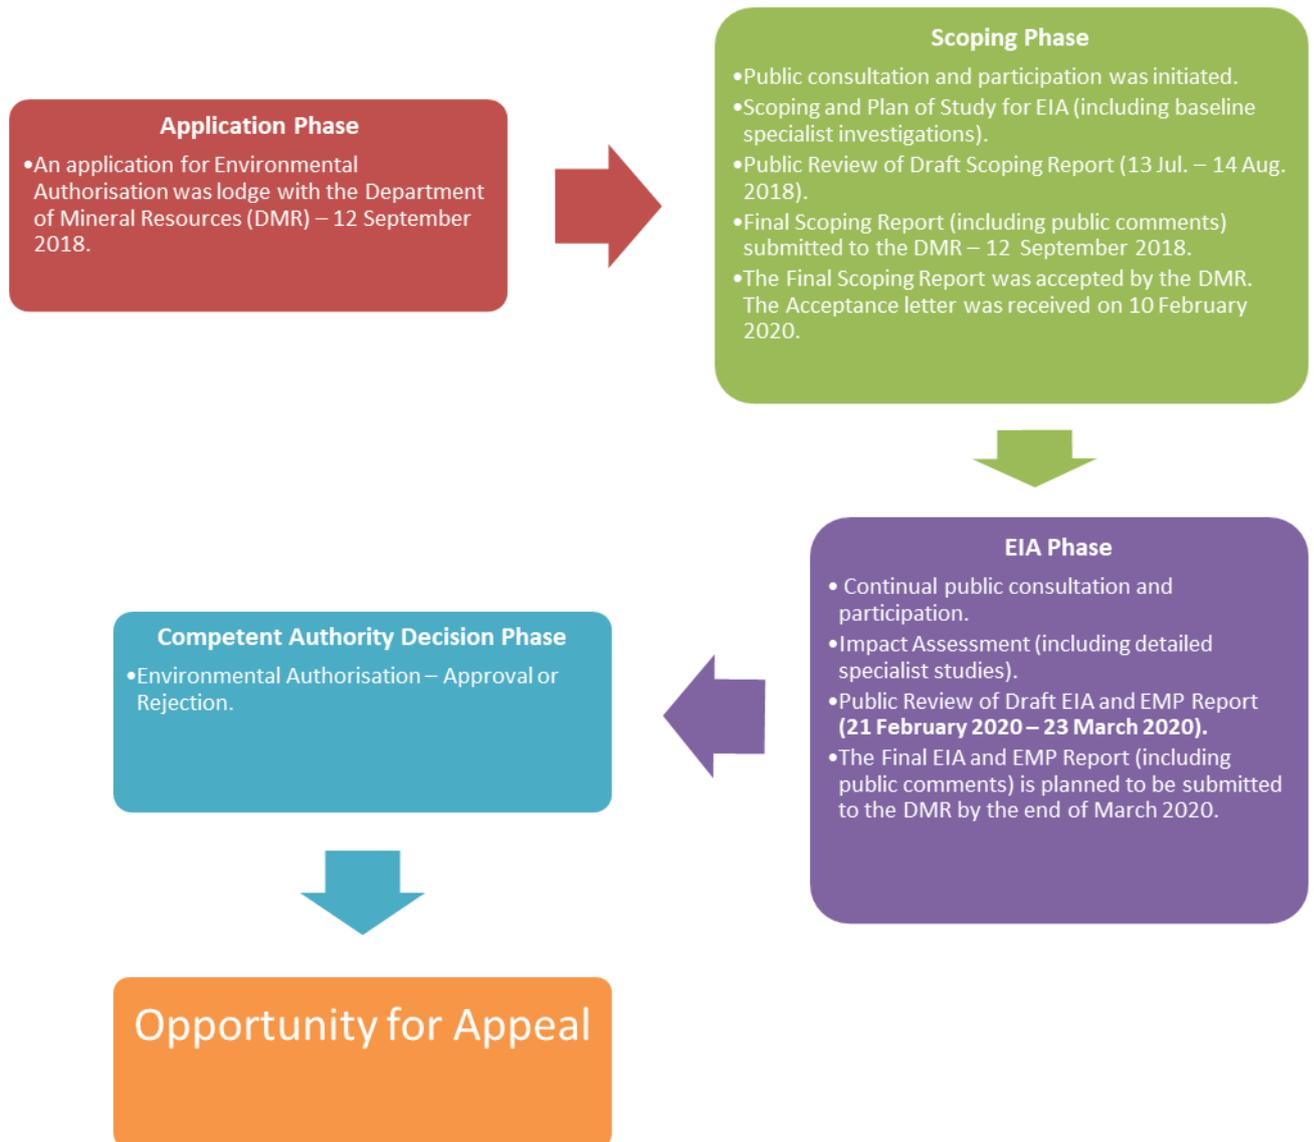 Application Phase
•An application for Environmental
Authorisation was lodge with the Department
of Mineral Resources (DMR) – 12 September
2018.
Scoping Phase
•Public consultation and participation was initiated.
•Scoping and Plan of Study for EIA (including baseline
specialist investigations).
•Public Review of Draft Scoping Report (13 Jul. – 14 Aug.
2018).
•Final Scoping Report (including public comments)
submitted to the DMR – 12 September 2018.
•The Final Scoping Report was accepted by the DMR.
The Acceptance letter was received on 10 February
2020.
EIA Phase
• Continual public consultation and
participation.
•Impact Assessment (including detailed
specialist studies).
•Public Review of Draft EIA and EMP Report
(21 February 2020 – 23 March 2020).
•The Final EIA and EMP Report (including
public comments) is planned to be submitted
to the DMR by the end of March 2020.
Competent Authority Decision Phase
•Environmental Authorisation – Approval or
Rejection.
Opportunity for Appeal